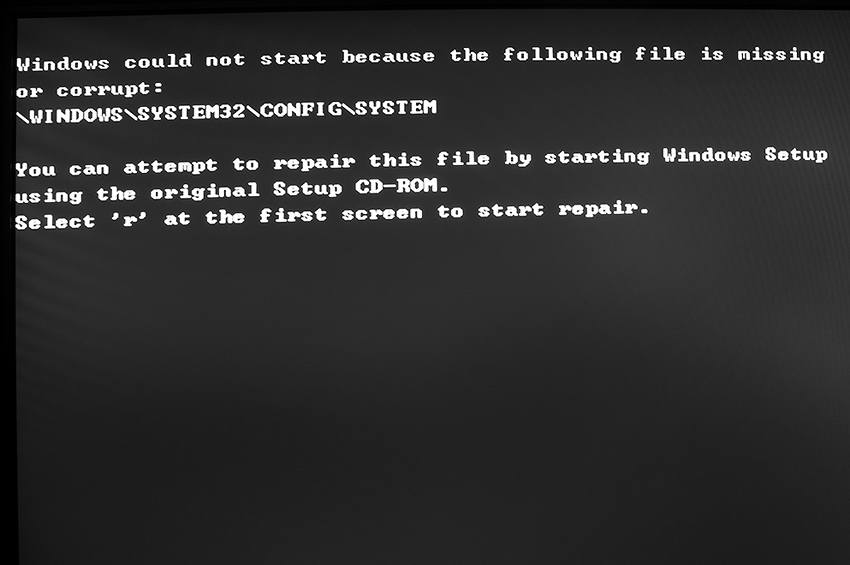 Windows could not start because the following file is missing
or corrupt:
\WINDOWS\SYSTEM32\CONFIG\SYSTEM
You can attempt to repair this file by starting Windows Setup
using the original Setup CD-ROM.
Select 'r' at the first screen to start repair.